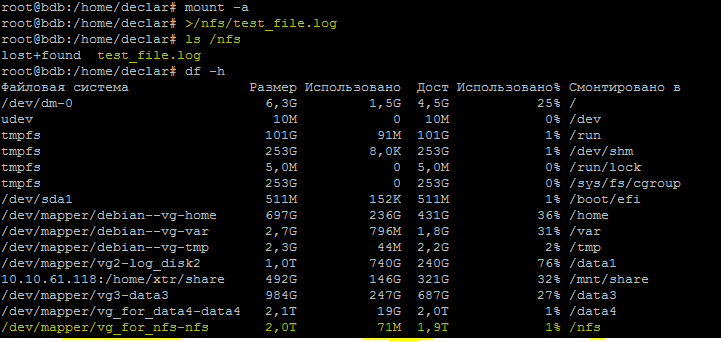 root@bdb:/home/declar# mount -a
root@bdb:/home/declar# >/nfs/test_file.log
root@bdb:/home/declar# ls /nfs
lost+found  test_file.log
root@bdb:/home/declar# df -h
Файловая система               Размер Использовано  Дост Использовано% Смонтировано в
/dev/dm-0                        6,3G         1,5G  4,5G           25% /
udev                              10M            0   10M            0% /dev
tmpfs                            101G          91M  101G            1% /run
tmpfs                            253G         8,0K  253G            1% /dev/shm
tmpfs                            5,0M            0  5,0M            0% /run/lock
tmpfs                            253G            0  253G            0% /sys/fs/cgroup
/dev/sda1                        511M         152K  511M            1% /boot/efi
/dev/mapper/debian--vg-home      697G         236G  431G           36% /home
/dev/mapper/debian--vg-var       2,7G         796M  1,8G           31% /var
/dev/mapper/debian--vg-tmp       2,3G          44M  2,2G            2% /tmp
/dev/mapper/vg2-log_disk2        1,0T         740G  240G           76% /data1
10.10.61.118:/home/xtr/share     492G         146G  321G           32% /mnt/share
/dev/mapper/vg3-data3            984G         247G  687G           27% /data3
/dev/mapper/vg_for_data4-data4   2,1T          19G  2,0T            1% /data4
/dev/mapper/vg_for_nfs-nfs       2,0T          71M  1,9T            1% /nfs